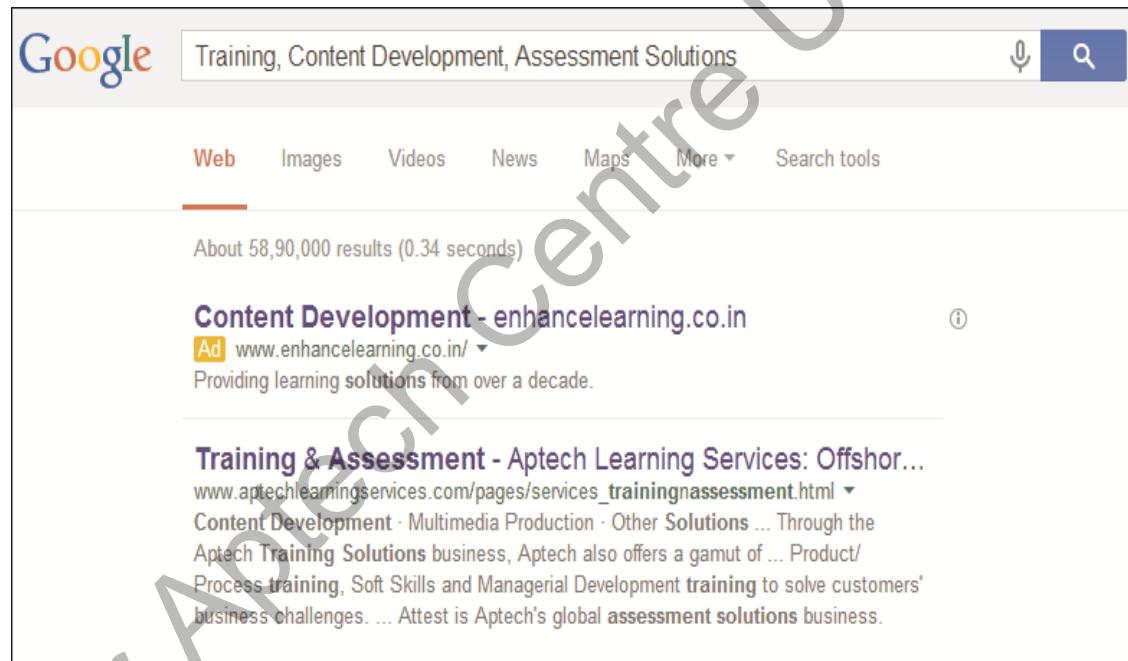 Google
Training, Content Development, Assessment Solutions
Web Images Videos News Maps More Search tools
About 58,90,000 results (0.34 seconds)
Content Development - enhancelearning.co.in
Ad www.enhancelearning.co.in/
Providing learning solutions from over a decade.
Training & Assessment - Aptech Learning Services: Offshor...
www.aptechlearningservices.com/pages/services_trainingnassessment.html
Content Development · Multimedia Production · Other Solutions ... Through the
Aptech Training Solutions business, Aptech also offers a gamut of ... Product/
Process training, Soft Skills and Managerial Development training to solve customers'
business challenges. ... Attest is Aptech's global assessment solutions business.
Aptech Centre U